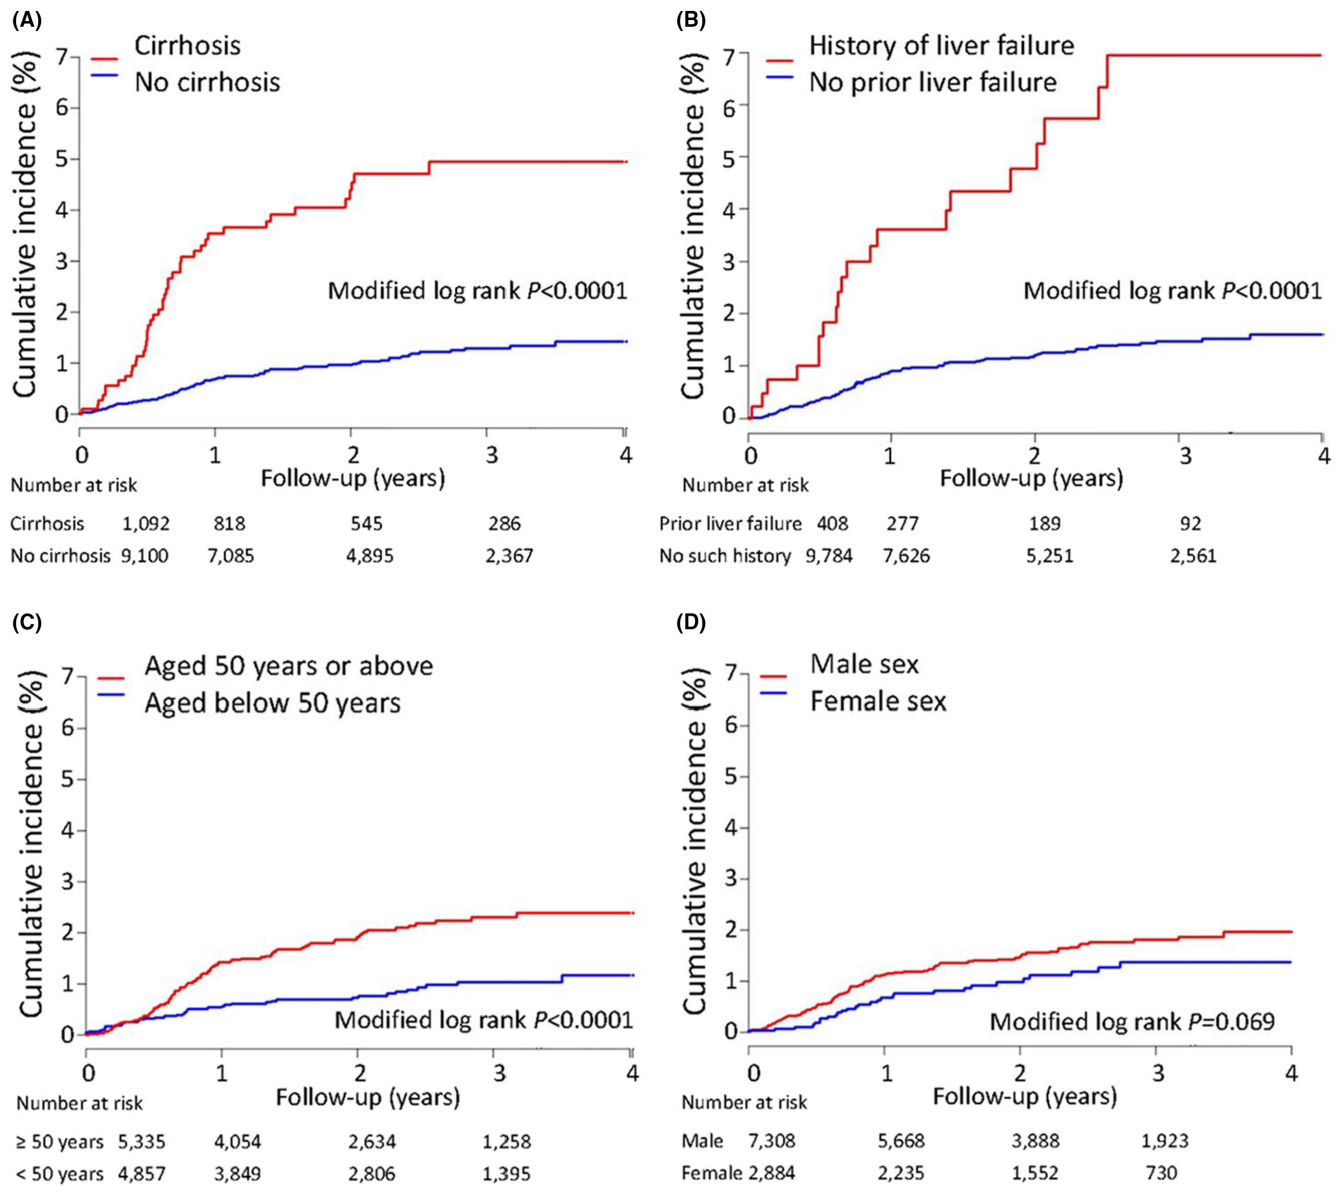 (A)
Cirrhosis
No cirrhosis
Cumulative incidence (%)
7
6
5
4
3
2
1
0
Modified log rank P<0.0001
0 1 2 3 4
Follow-up (years)
Number at risk
Cirrhosis 1,092 818 545 286
No cirrhosis 9,100 7,085 4,895 2,367
(B)
History of liver failure
No prior liver failure
Cumulative incidence (%)
7
6
5
4
3
2
1
0
Modified log rank P<0.0001
0 1 2 3 4
Follow-up (years)
Number at risk
Prior liver failure 408 277 189 92
No such history 9,784 7,626 5,251 2,561
(C)
Aged 50 years or above
Aged below 50 years
Cumulative incidence (%)
7
6
5
4
3
2
1
0
Modified log rank P<0.0001
0 1 2 3 4
Follow-up (years)
Number at risk
≥ 50 years 5,335 4,054 2,634 1,258
< 50 years 4,857 3,849 2,806 1,395
(D)
Male sex
Female sex
Cumulative incidence (%)
7
6
5
4
3
2
1
0
Modified log rank P=0.069
0 1 2 3 4
Follow-up (years)
Number at risk
Male 7,308 5,668 3,888 1,923
Female 2,884 2,235 1,552 730